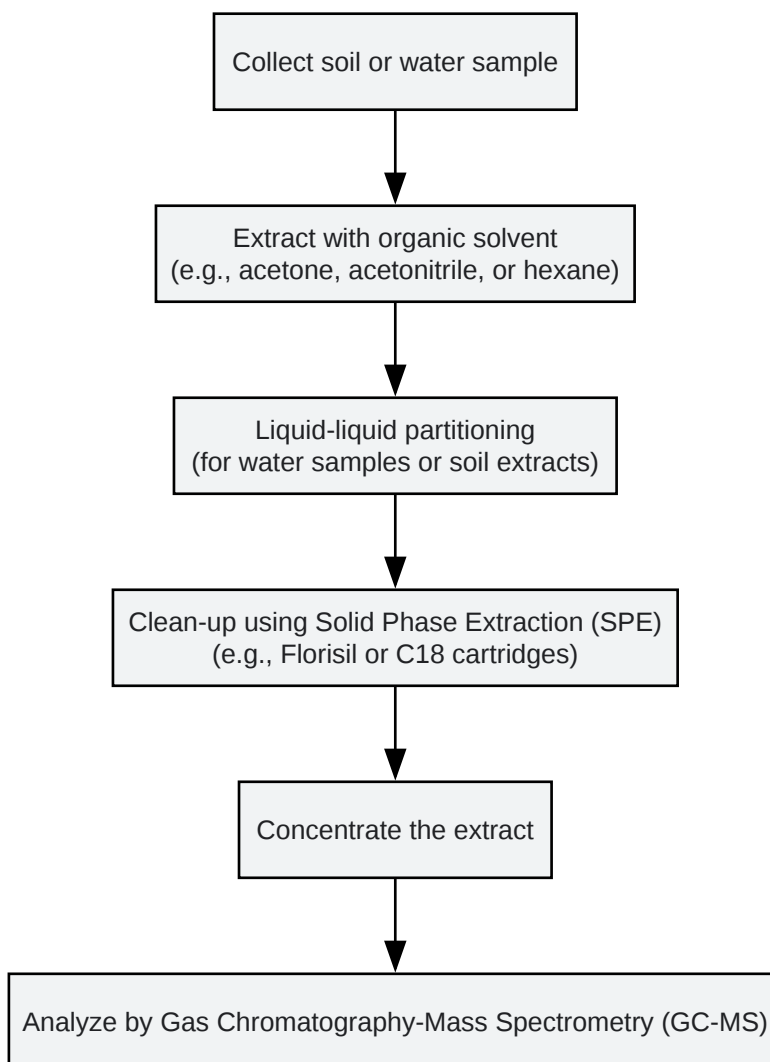 Collect soil or water sample
Extract with organic solvent
(e.g., acetone, acetonitrile, or hexane)
Liquid-liquid partitioning
(for water samples or soil extracts)
Clean-up using Solid Phase Extraction (SPE)
(e.g., Florisil or C18 cartridges)
Concentrate the extract
Analyze by Gas Chromatography-Mass Spectrometry (GC-MS)